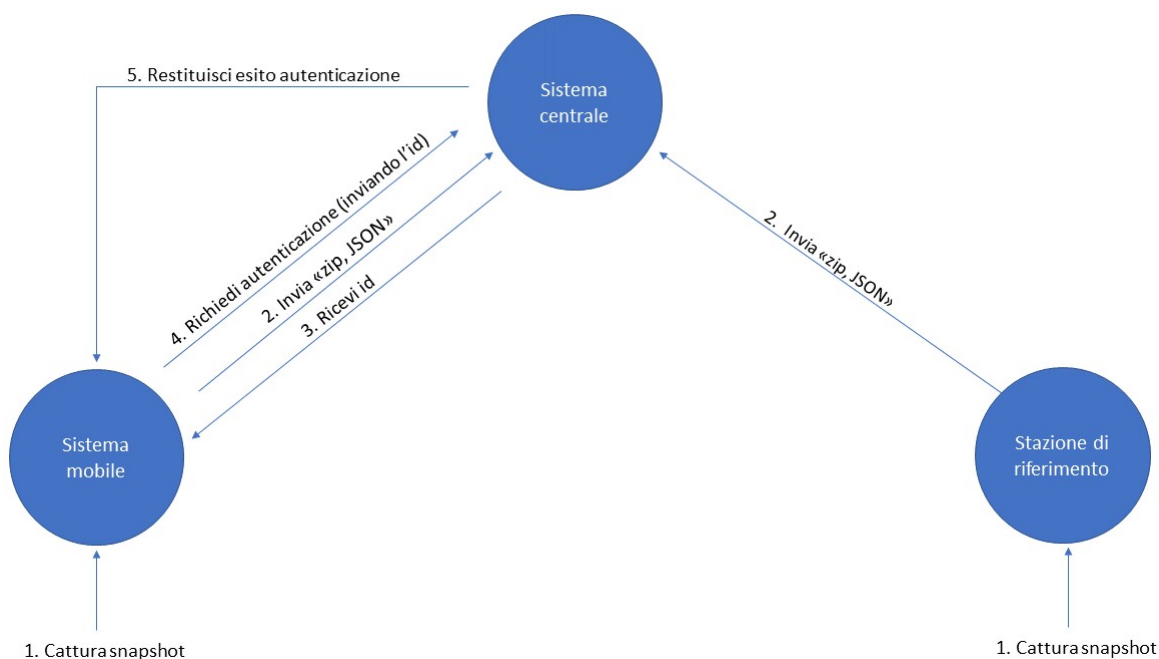 5. Restituisci esito autenticazione
Sistema
centrale
4. Richiedi autenticazione (inviando l'id)
2. Invia «zip, JSON»
3. Ricevi id
2. Invia «zip, JSON»
Sistema
mobile
Stazione di
riferimento
1. Cattura snapshot
1. Cattura snapshot